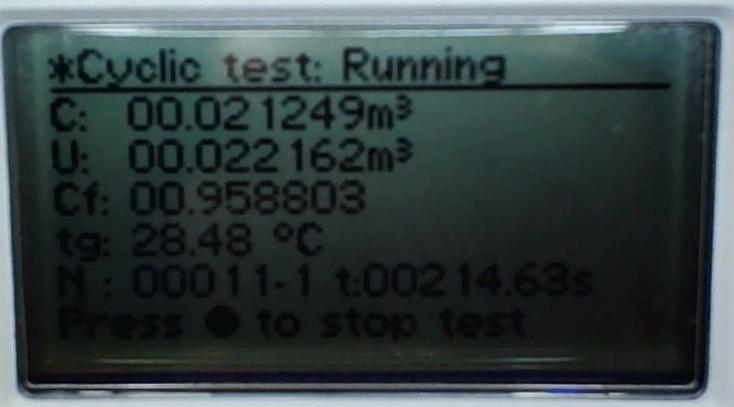 *Cyclic test: Running
C: 00.021249m³
U: 00.022162m³
Cf: 00.958803
tg: 28.48 °C
N : 00011-1 t:00214.63s
Press ● to stop test